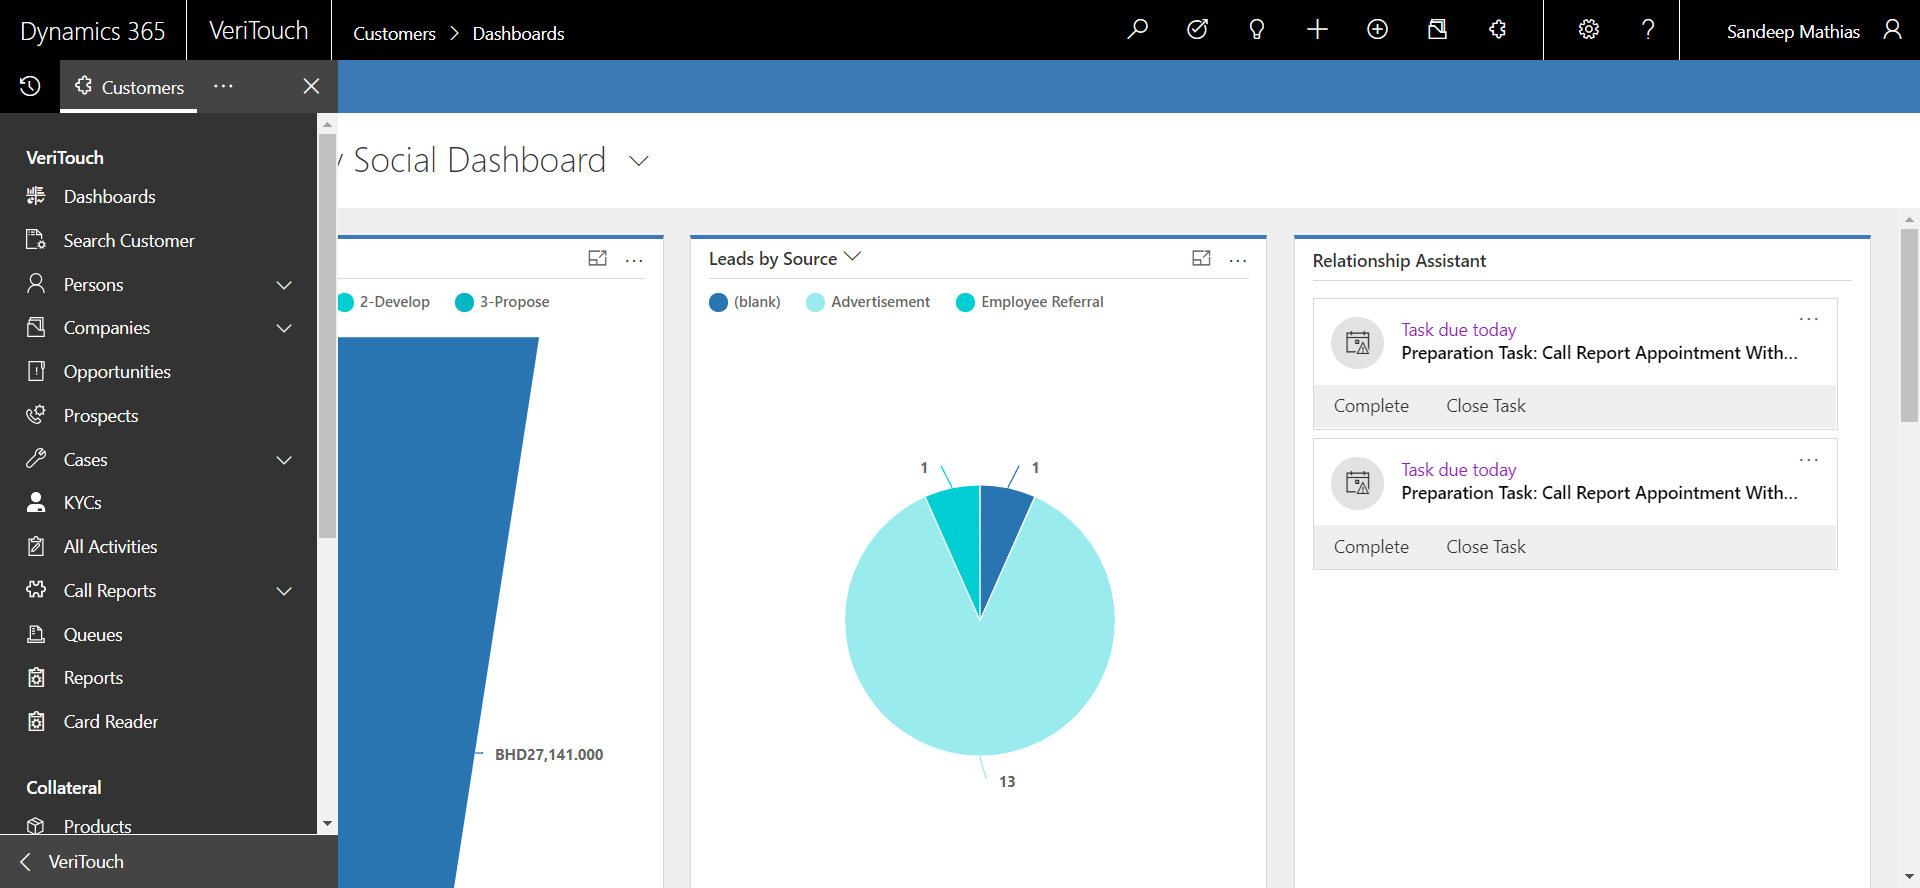 Dynamics 365
VeriTouch
Customers > Dashboards
Sandeep Mathias
Customers
VeriTouch
Dashboards
Search Customer
Persons
Companies
Opportunities
Prospects
Cases
KYCs
All Activities
Call Reports
Queues
Reports
Card Reader
Collateral
Products
VeriTouch
Social Dashboard
2-Develop
3-Propose
BHD27,141.000
Leads by Source
(blank)
Advertisement
Employee Referral
1
1
13
Relationship Assistant
Task due today
Preparation Task: Call Report Appointment With...
Complete
Close Task
Task due today
Preparation Task: Call Report Appointment With...
Complete
Close Task